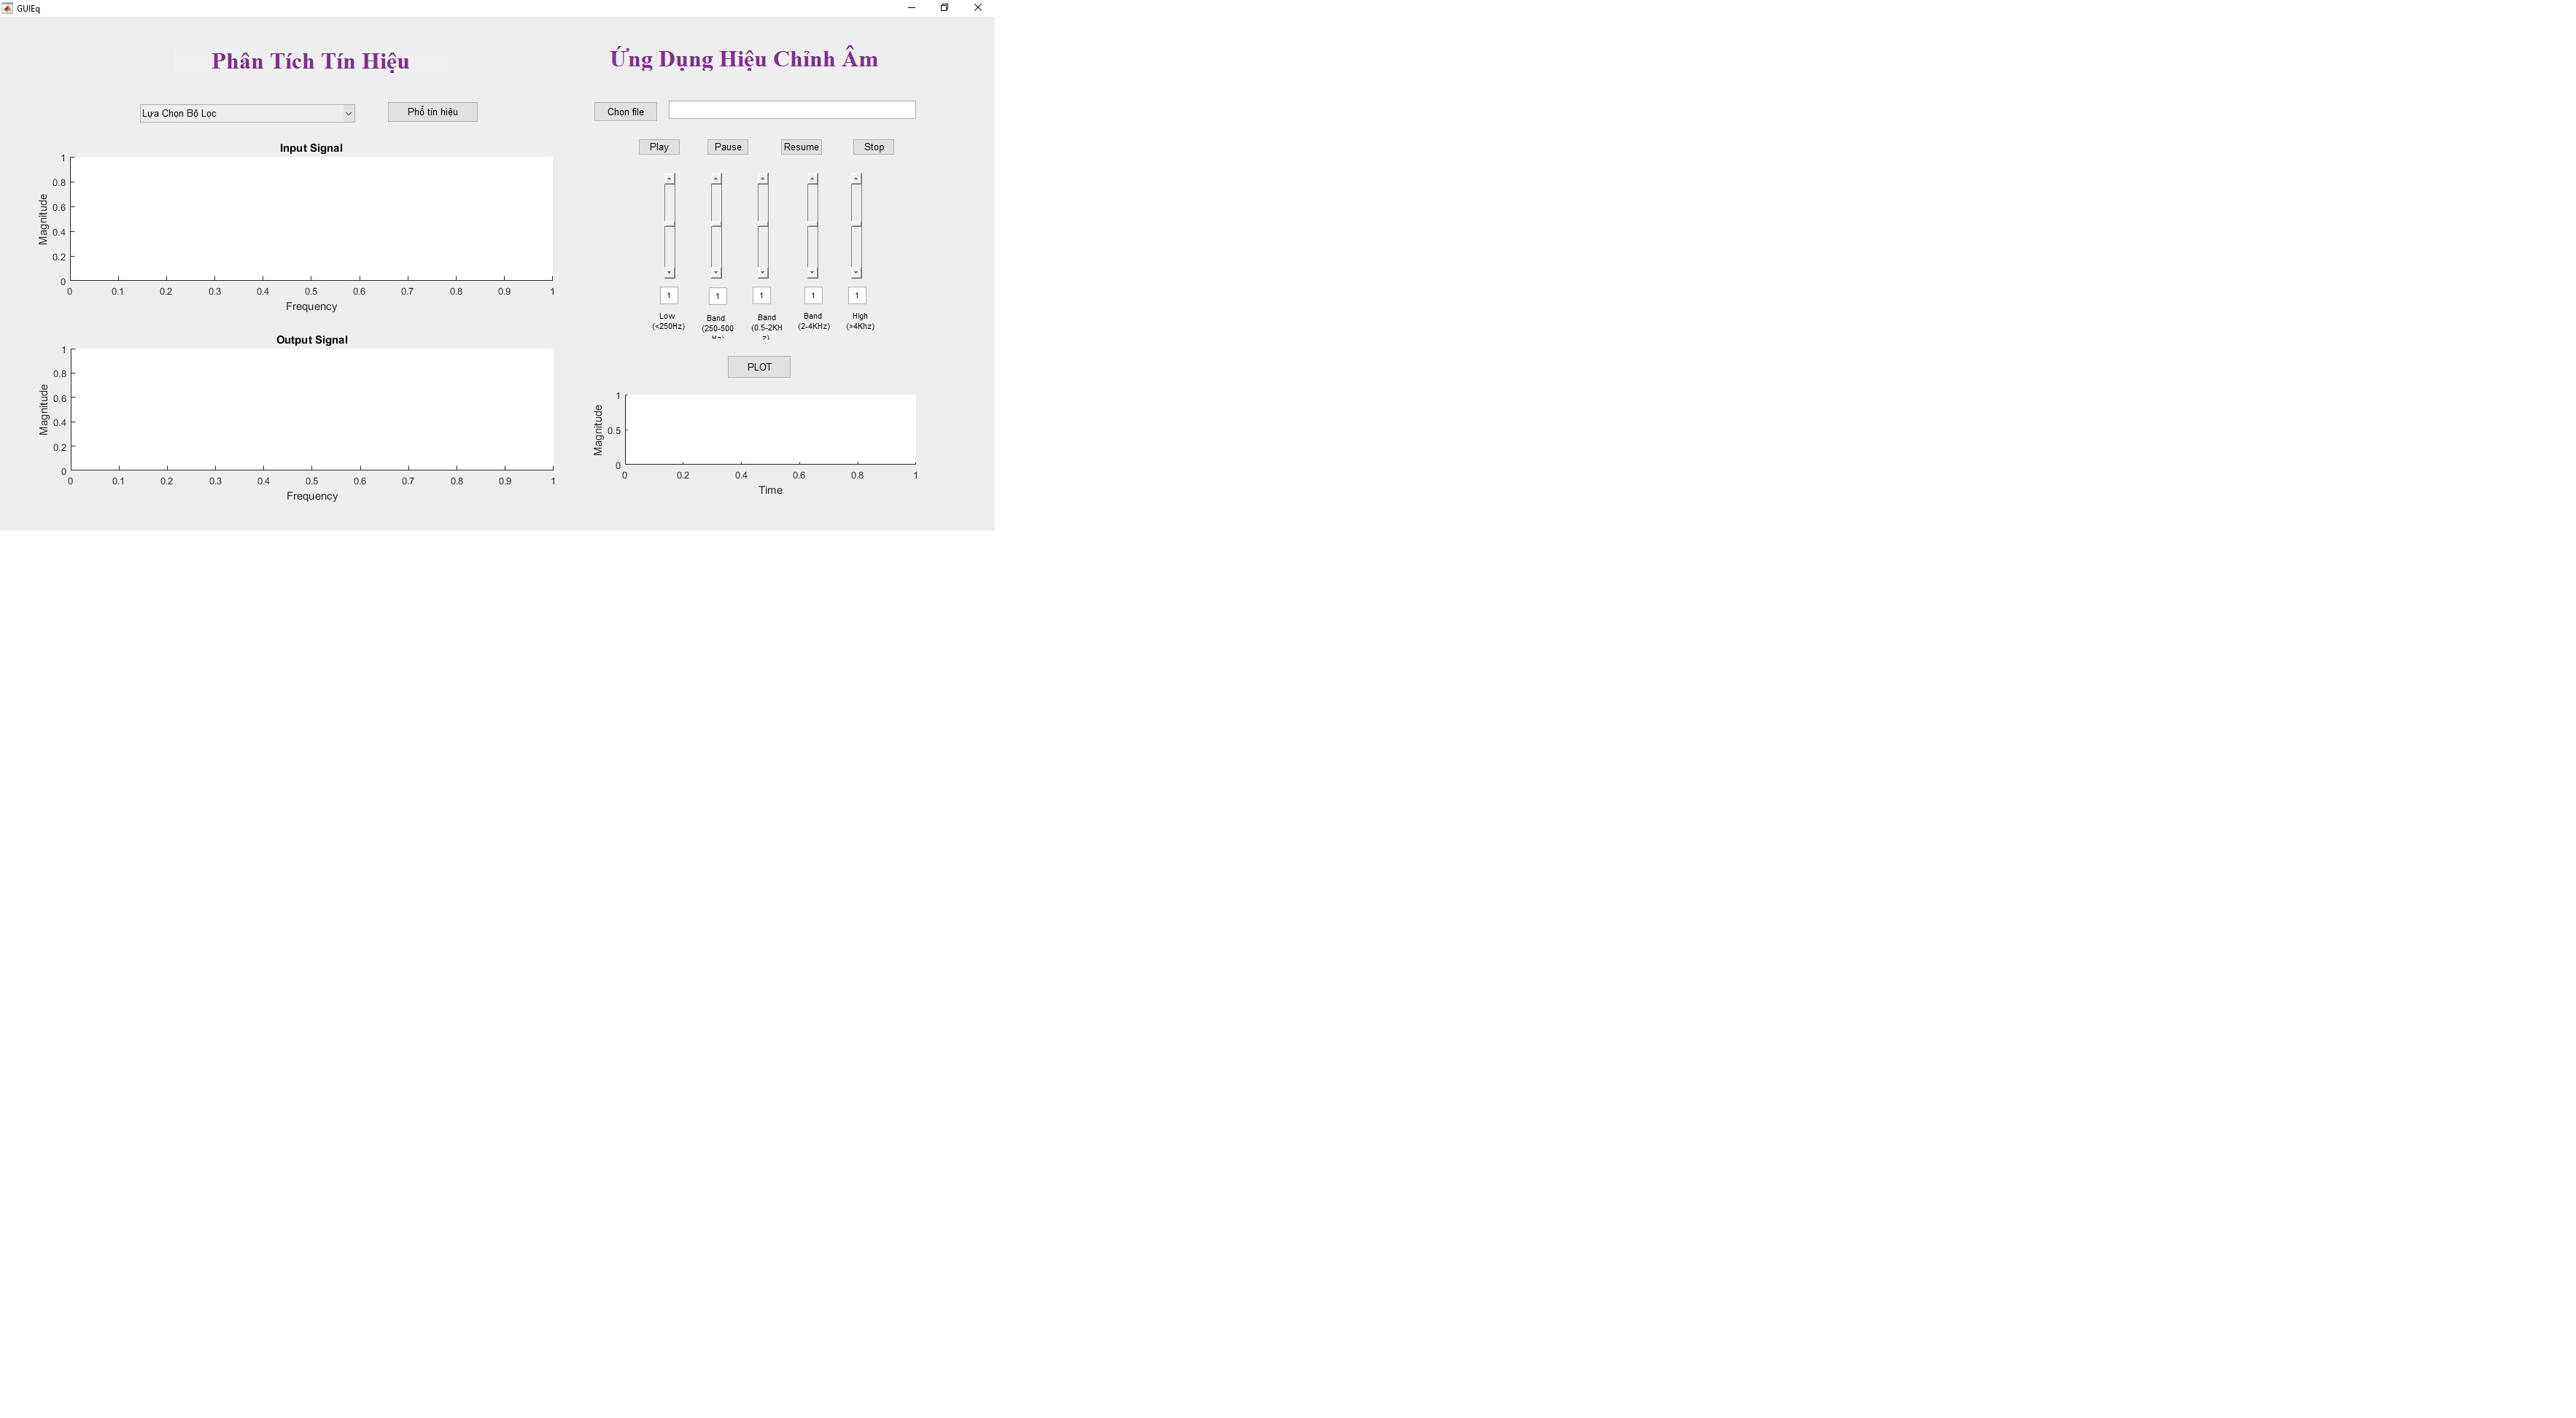 GUIEq
Phân Tích Tín Hiệu
Lựa Chọn Bộ Lọc
Phổ tín hiệu
Input Signal
Magnitude
1
0.8
0.6
0.4
0.2
0
0 0.1 0.2 0.3 0.4 0.5 0.6 0.7 0.8 0.9 1
Frequency
Output Signal
Magnitude
1
0.8
0.6
0.4
0.2
0
0 0.1 0.2 0.3 0.4 0.5 0.6 0.7 0.8 0.9 1
Frequency
Ứng Dụng Hiệu Chỉnh Âm
Chọn file
Play Pause Resume Stop
1 1 1 1 1
Low
(<250Hz)
Band
(250-500
Hz)
Band
(0.5-2KH
z)
Band
(2-4KHz)
High
(>4Khz)
PLOT
Magnitude
1
0.5
0
0 0.2 0.4 0.6 0.8 1
Time